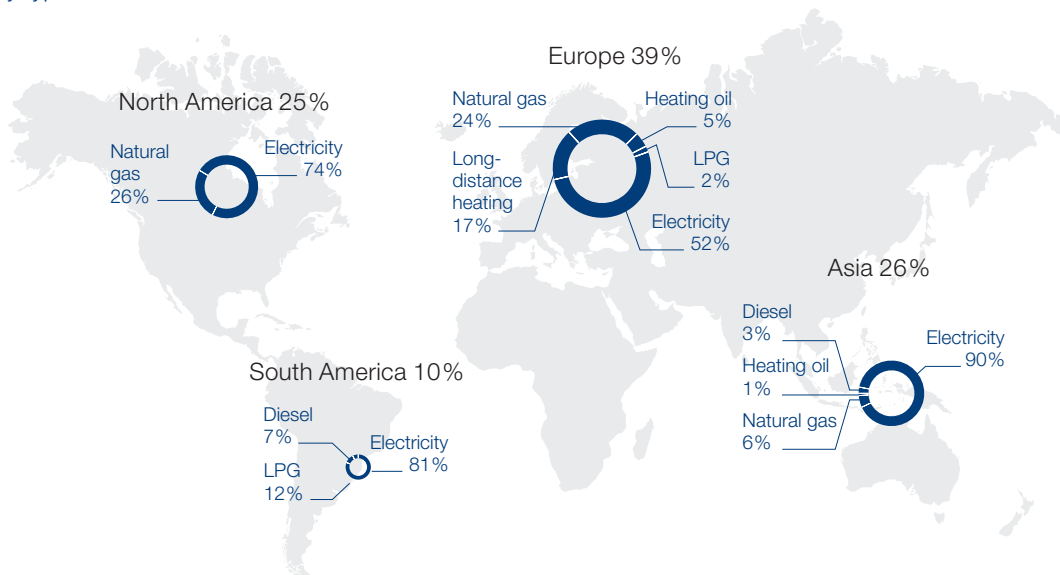 North America 25%
Natural
gas
26%
Electricity
74%
Europe 39%
Natural gas
24%
Heating oil
5%
Long-
distance
heating
17%
LPG
2%
Electricity
52%
Asia 26%
Diesel
3%
Electricity
90%
Heating oil
1%
Natural gas
6%
South America 10%
Diesel
7%
Electricity
81%
LPG
12%